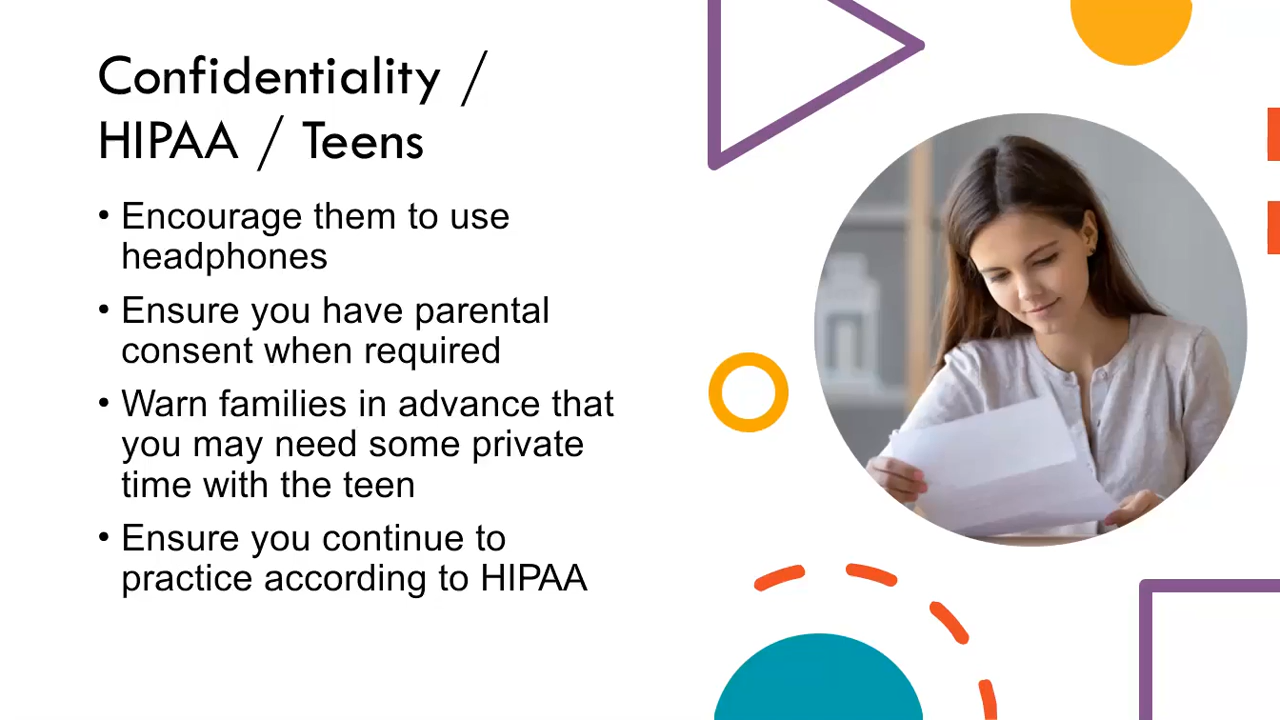 Confidentiality /
HIPAA / Teens
• Encourage them to use
headphones
• Ensure you have parental
consent when required
• Warn families in advance that
you may need some private
time with the teen
• Ensure you continue to
practice according to HIPAA